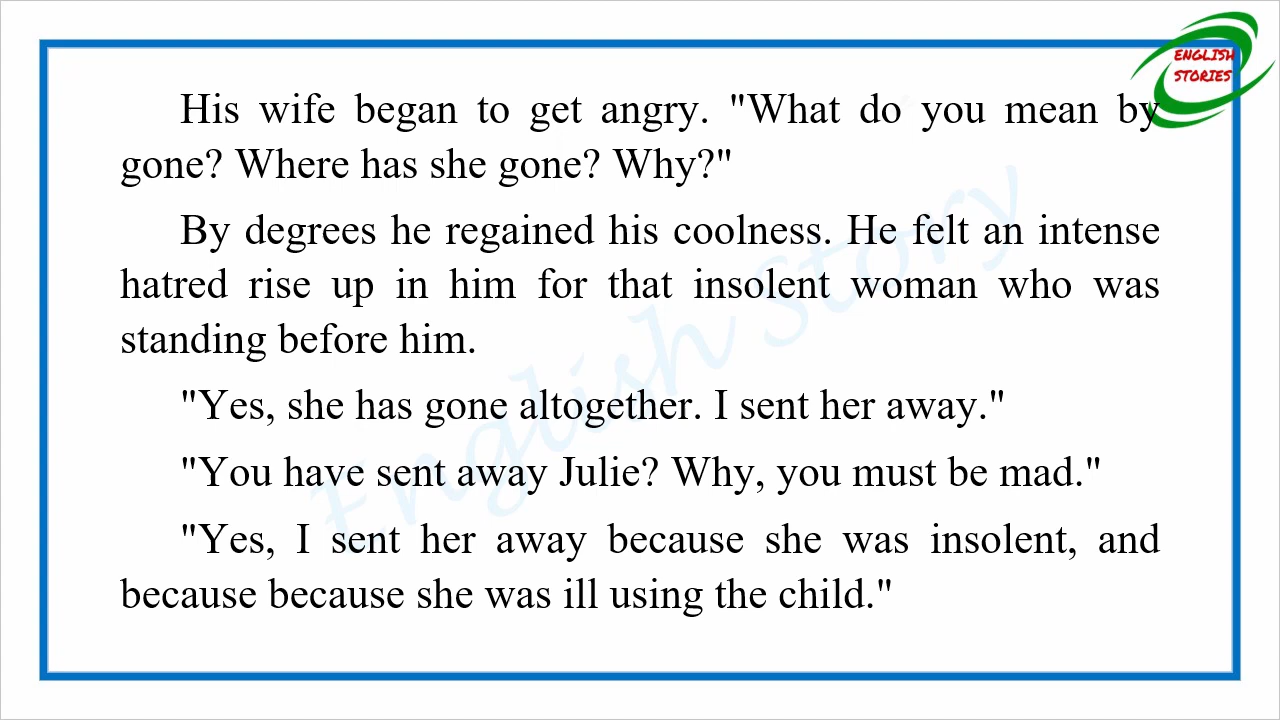 ENGLISH
STORIES
His wife began to get angry. "What do you mean by
gone? Where has she gone? Why?"
By degrees he regained his coolness. He felt an intense
hatred rise up in him for that insolent woman who was
standing before him.
"Yes, she has gone altogether. I sent her away."
"You have sent away Julie? Why, you must be mad."
"Yes, I sent her away because she was insolent, and
because because she was ill using the child."
English Story